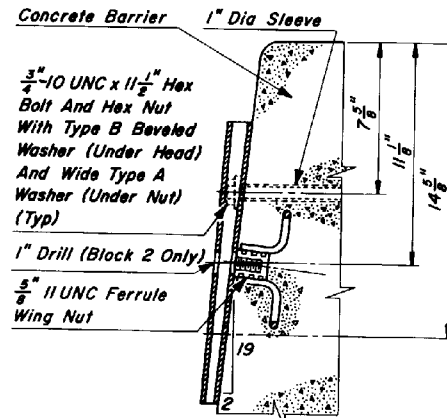 Concrete Barrier
1" Dia Sleeve
3/4"-10 UNC x 11 1/2" Hex
Bolt And Hex Nut
With Type B Beveled
Washer (Under Head)
And Wide Type A
Washer (Under Nut)
(Typ)
1" Drill (Block 2 Only)
5/8" 11 UNC Ferrule
Wing Nut
7 5/8"
11 1/8"
14 5/8"
19
2